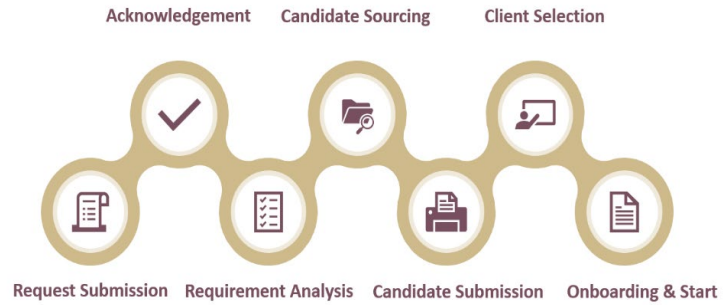 Acknowledgement
Candidate Sourcing
Client Selection
Request Submission
Requirement Analysis
Candidate Submission
Onboarding & Start